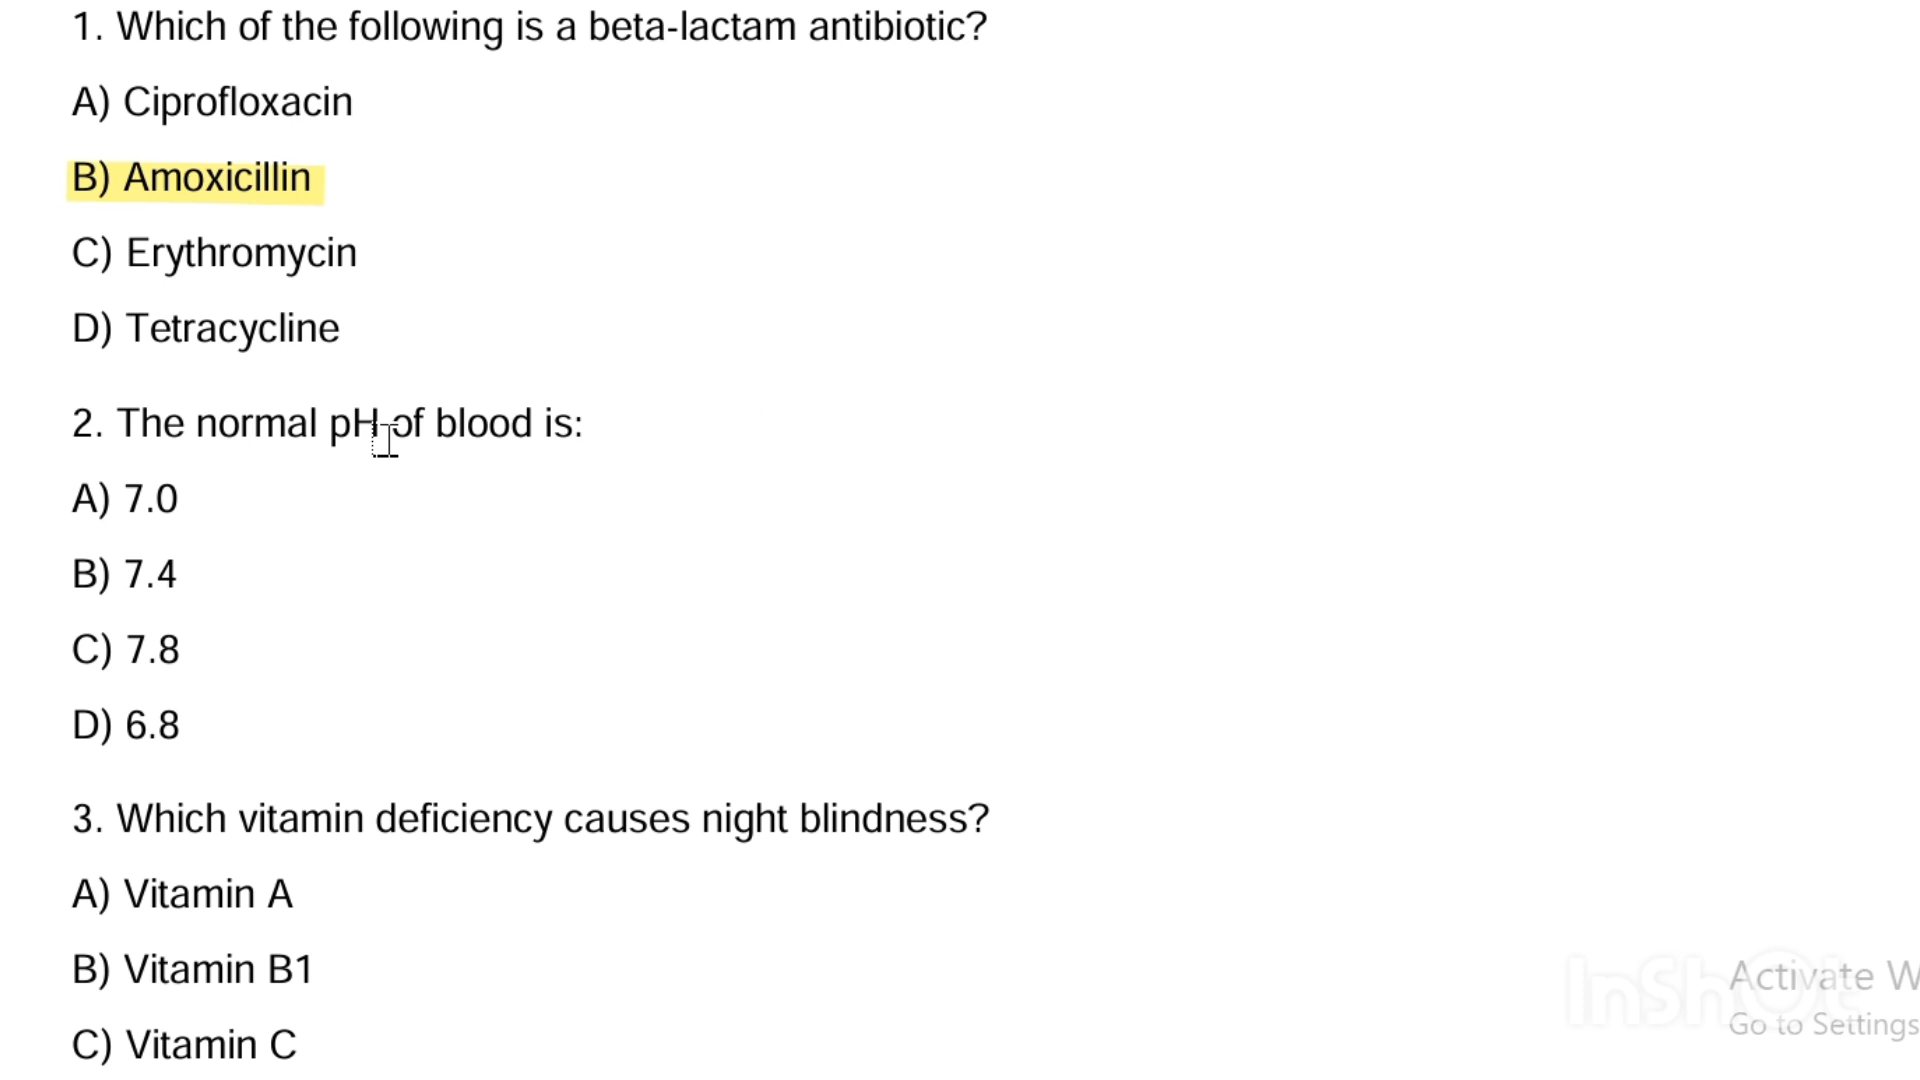 1. Which of the following is a beta-lactam antibiotic?
A) Ciprofloxacin
B) Amoxicillin
C) Erythromycin
D) Tetracycline
2. The normal pH of blood is:
A) 7.0
B) 7.4
C) 7.8
D) 6.8
3. Which vitamin deficiency causes night blindness?
A) Vitamin A
B) Vitamin B1
C) Vitamin C
InShOt
Activate W
Go to Settings